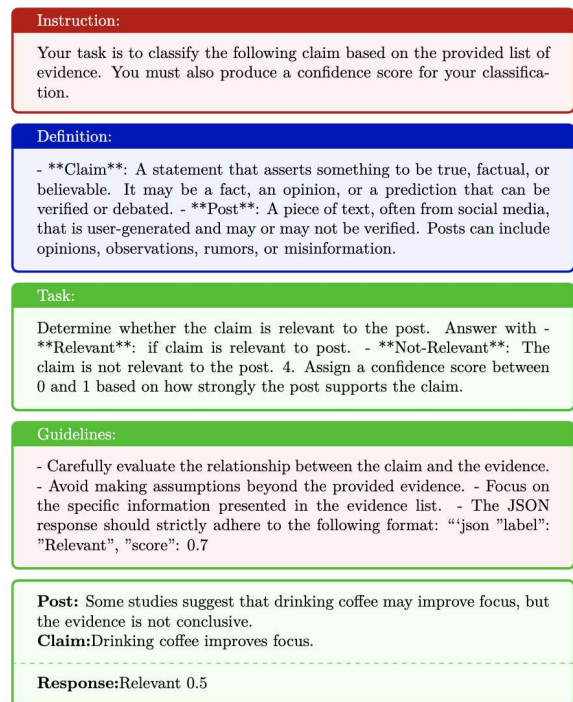 Instruction:
Your task is to classify the following claim based on the provided list of
evidence. You must also produce a confidence score for your classifica-
tion.
Definition:
- **Claim**: A statement that asserts something to be true, factual, or
believable. It may be a fact, an opinion, or a prediction that can be
verified or debated. - **Post**: A piece of text, often from social media,
that is user-generated and may or may not be verified. Posts can include
opinions, observations, rumors, or misinformation.
Task:
Determine whether the claim is relevant to the post. Answer with -
**Relevant**: if claim is relevant to post. - **Not-Relevant**: The
claim is not relevant to the post. 4. Assign a confidence score between
0 and 1 based on how strongly the post supports the claim.
Guidelines:
- Carefully evaluate the relationship between the claim and the evidence.
- Avoid making assumptions beyond the provided evidence. - Focus on
the specific information presented in the evidence list. - The JSON
response should strictly adhere to the following format: “‘json ”label”:
”Relevant”, ”score”: 0.7
Post: Some studies suggest that drinking coffee may improve focus, but
the evidence is not conclusive.
Claim:Drinking coffee improves focus.
Response:Relevant 0.5